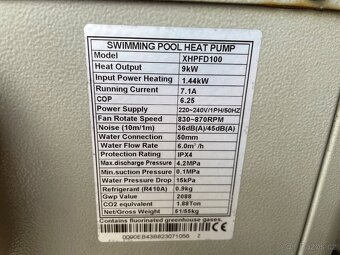 SWIMMING POOL HEAT PUMP
Model XHPFD100
Heat Output 9kW
Input Power Heating 1.44kW
Running Current 7.1A
COP 6.25
Power Supply 220-240V/1PH/50HZ
Fan Rotate Speed 830~870RPM
Noise (10m/1m) 36dB(A)/45dB(A)
Water Connection 50mm
Water Flow Rate 6.0m³/h
Protection Rating IPX4
Max.discharge Pressure 4.2MPa
Min.suction Pressure 0.1MPa
Water Pressure Drop 15kPa
Refrigerant (R410A) 0.9kg
Gwp Value 2088
CO2 equivalent 1.88Ton
Net/Gross Weight 51/55kg
Contains fluorinated greenhouse gases.